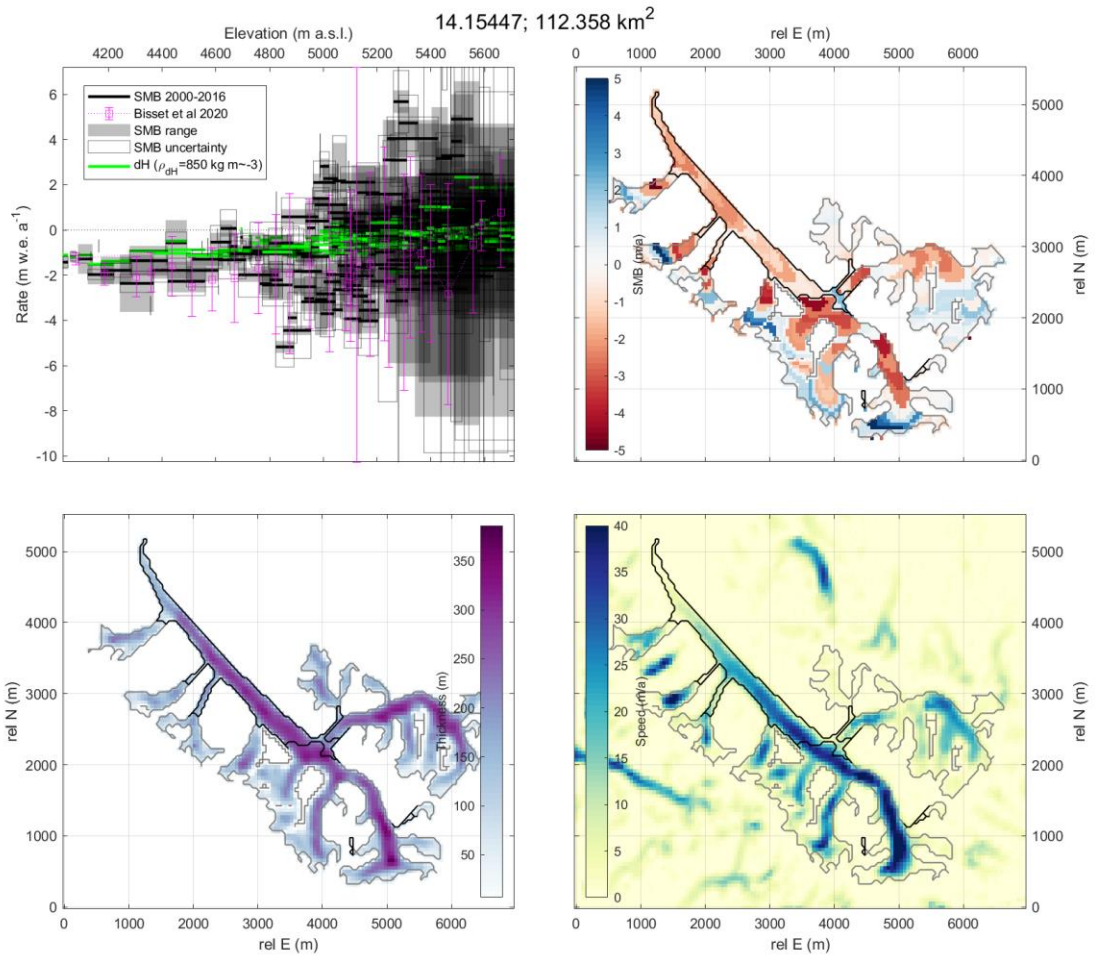 14.15447; 112.358 km²
Elevation (m a.s.l.)
4200 4400 4600 4800 5000 5200 5400 5600
rel E (m)
0 1000 2000 3000 4000 5000 6000
SMB 2000-2016
Bisset et al 2020
SMB range
SMB uncertainty
dH (ρdH=850 kg m~-3)
Rate (m w.e. a⁻¹)
6
4
2
0
-2
-4
-6
-8
-10
SMB (m/a)
5
4
3
2
1
0
-1
-2
-3
-4
-5
rel N (m)
5000
4000
3000
2000
1000
0
rel N (m)
5000
4000
3000
2000
1000
0
Thickness (m)
350
300
250
200
150
100
50
0 1000 2000 3000 4000 5000 6000
rel E (m)
Speed (m/a)
40
35
30
25
20
15
10
5
0
rel N (m)
5000
4000
3000
2000
1000
0
0 1000 2000 3000 4000 5000 6000
rel E (m)